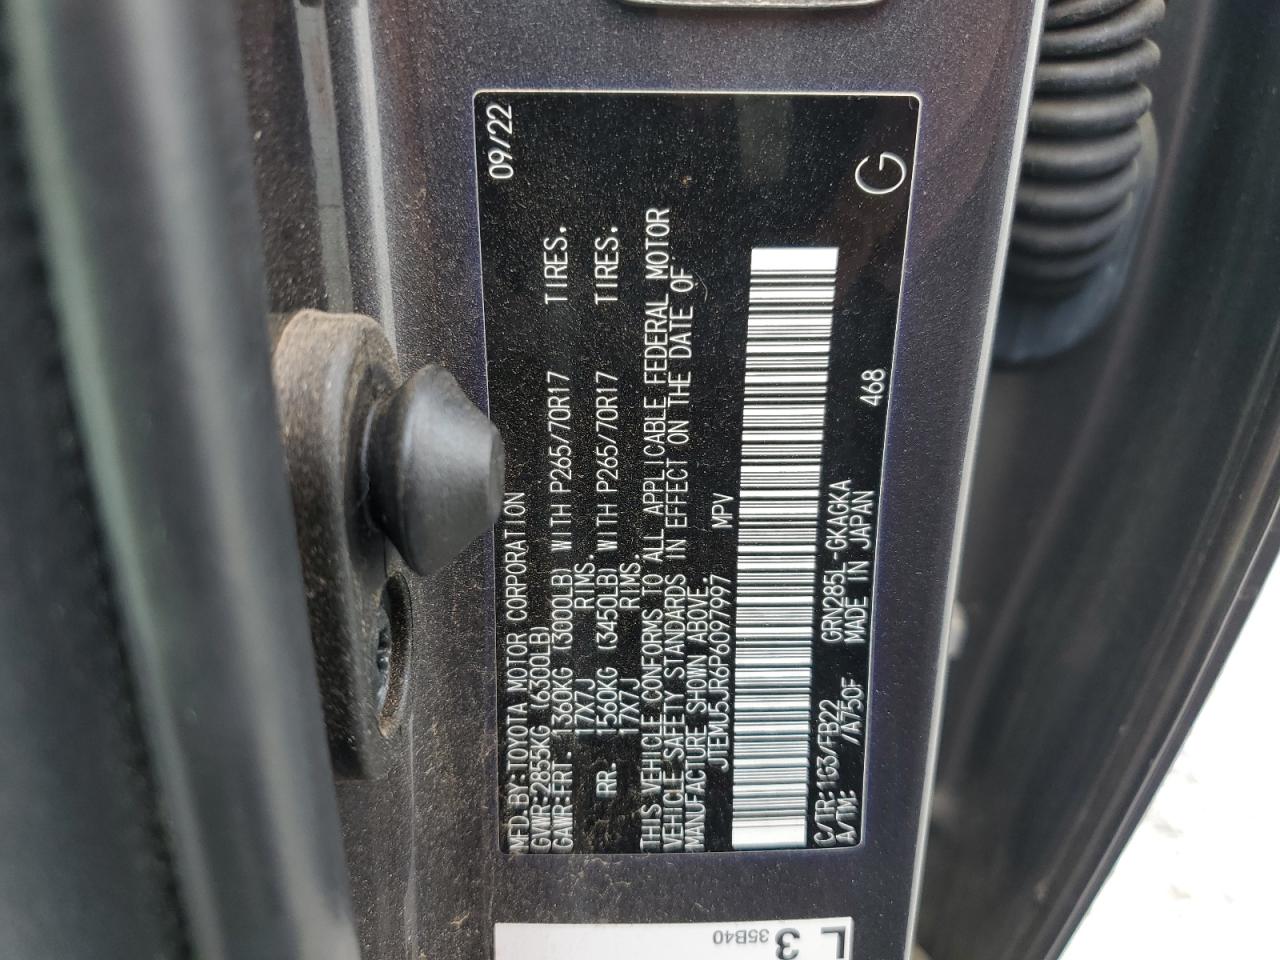 MFD.BY:TOYOTA MOTOR CORPORATION 09/22
GVWR:2855KG (6300LB)
GAWR:FRT. 1360KG (3000LB) WITH P265/70R17 TIRES.
17X7J RIMS.
RR. 1560KG (3450LB) WITH P265/70R17 TIRES.
17X7J RIMS.
THIS VEHICLE CONFORMS TO ALL APPLICABLE FEDERAL MOTOR
VEHICLE SAFETY STANDARDS IN EFFECT ON THE DATE OF
MANUFACTURE SHOWN ABOVE.
JTEMU5JR6P6097997 MPV
C/TR:1G3/FB22 GRN285L-GKAGKA
A/TM: /A750F MADE IN JAPAN 468 G
L 3
35B40